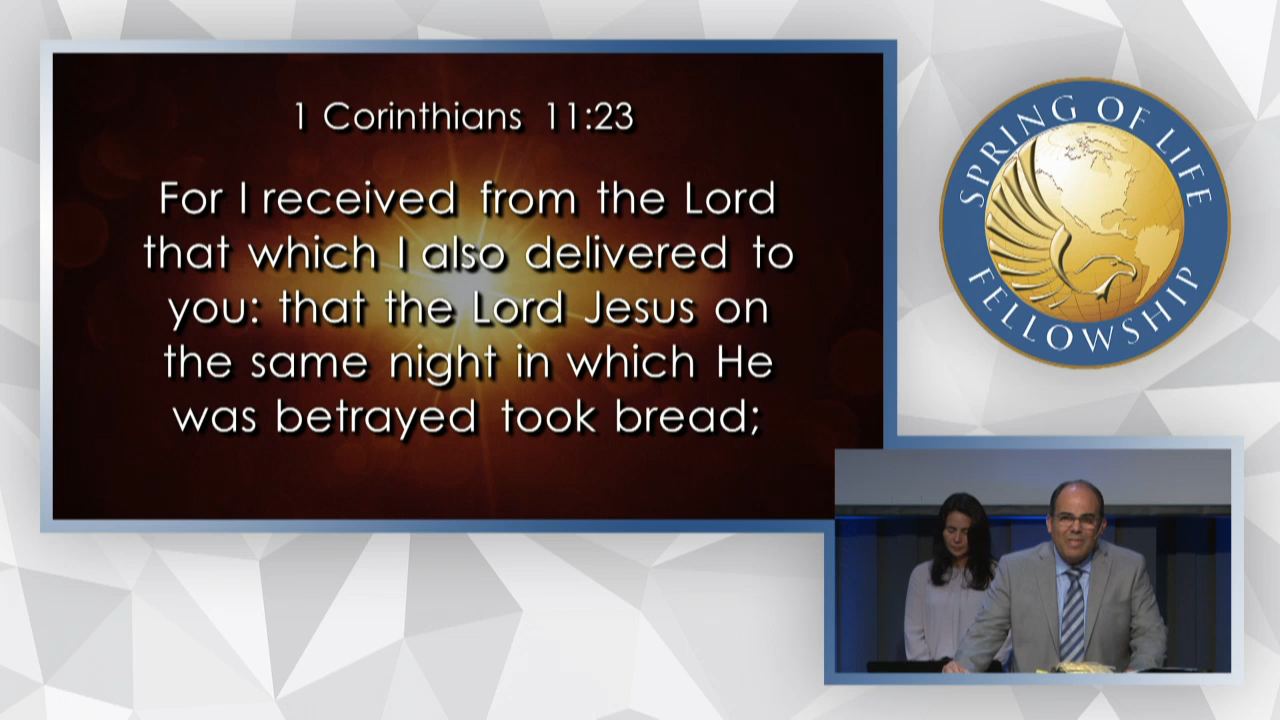 1 Corinthians 11:23
For I received from the Lord
that which I also delivered to
you: that the Lord Jesus on
the same night in which He
was betrayed took bread;
SPRING OF LIFE
FELLOWSHIP